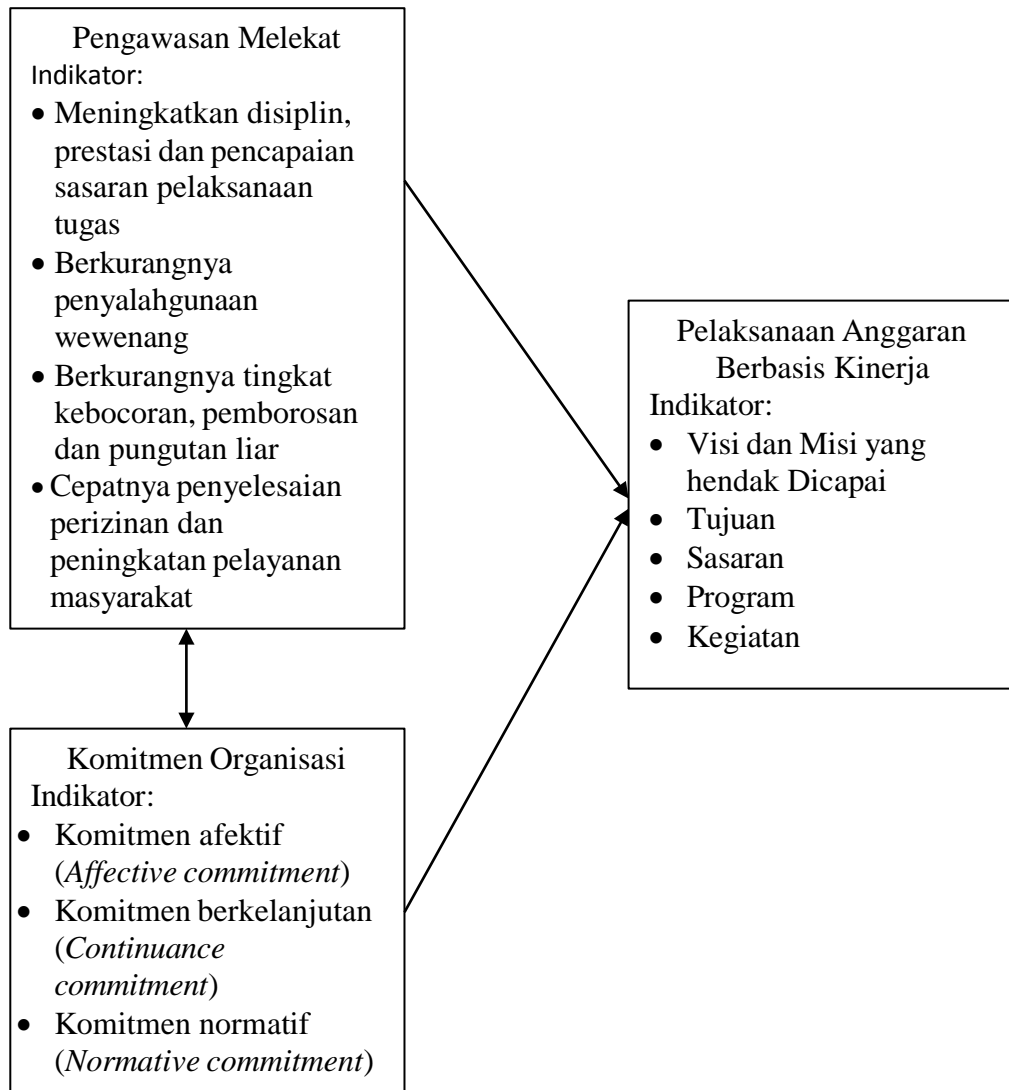 Pengawasan Melekat
Indikator:
• Meningkatkan disiplin,
prestasi dan pencapaian
sasaran pelaksanaan
tugas
• Berkurangnya
penyalahgunaan
wewenang
• Berkurangnya tingkat
kebocoran, pemborosan
dan pungutan liar
• Cepatnya penyelesaian
perizinan dan
peningkatan pelayanan
masyarakat
Komitmen Organisasi
Indikator:
• Komitmen afektif
(Affective commitment)
• Komitmen berkelanjutan
(Continuance
commitment)
• Komitmen normatif
(Normative commitment)
Pelaksanaan Anggaran
Berbasis Kinerja
Indikator:
• Visi dan Misi yang
hendak Dicapai
• Tujuan
• Sasaran
• Program
• Kegiatan